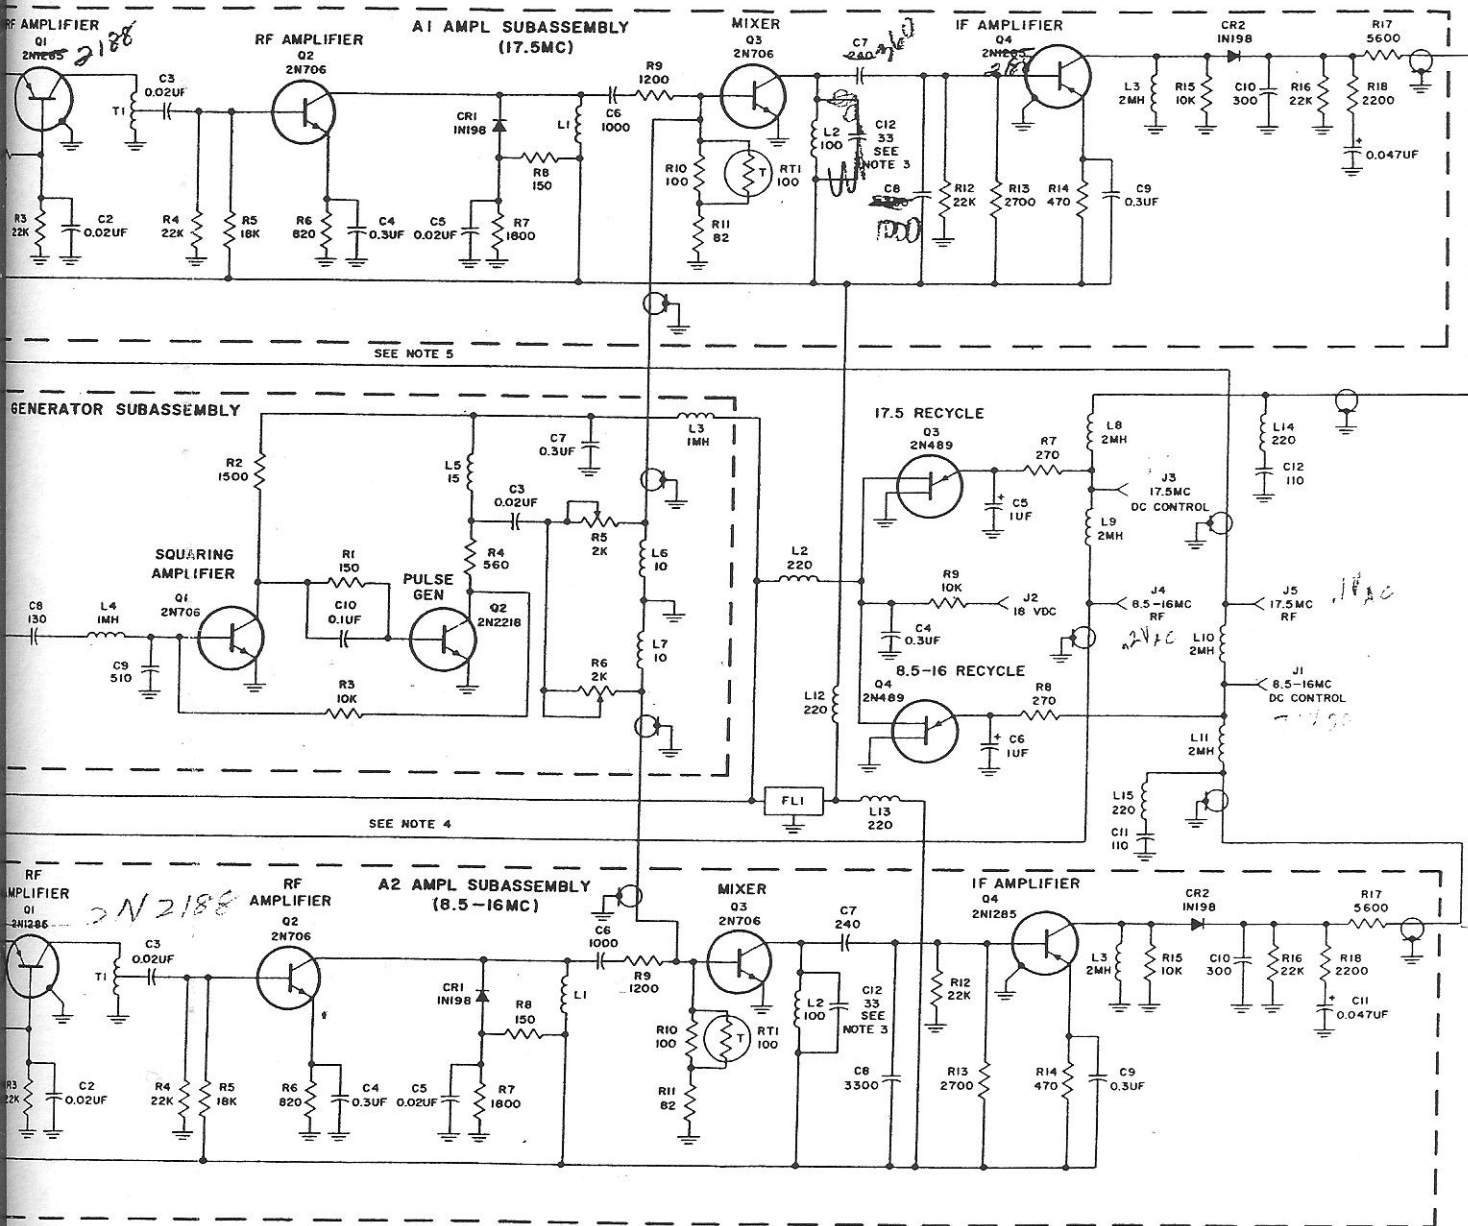 RF AMPLIFIER
Q1
2N1285
2188
RF AMPLIFIER
Q2
2N706
A1 AMPL SUBASSEMBLY
(17.5MC)
MIXER
Q3
2N706
C7
240
360
IF AMPLIFIER
Q4
2N1285
2188
CR2
1N198
R17
5600
C3
0.02UF
T1
CR1
1N198
L1
C6
1000
R9
1200
L2
100
C12
33
SEE
NOTE 3
L3
2MH
R15
10K
C10
300
R16
22K
R18
2200
0.047UF
R8
150
R10
100
RT1
100
T
C8
3300
1000
R12
22K
R13
2700
R14
470
C9
0.3UF
R3
22K
C2
0.02UF
R4
22K
R5
18K
R6
820
C4
0.3UF
C5
0.02UF
R7
1800
R11
82
SEE NOTE 5
GENERATOR SUBASSEMBLY
L3
1MH
C7
0.3UF
R2
1500
L5
15
C3
0.02UF
R5
2K
L6
10
R4
560
SQUARING
AMPLIFIER
Q1
2N706
R1
150
C10
0.1UF
PULSE
GEN
Q2
2N2218
C8
130
L4
1MH
C9
510
R3
10K
L7
10
R6
2K
17.5 RECYCLE
Q3
2N489
R7
270
L8
2MH
L14
220
C12
110
C5
1UF
J3
17.5MC
DC CONTROL
L9
2MH
L2
220
R9
10K
J2
18 VDC
C4
0.3UF
J4
8.5-16MC
RF
.2VAC
J5
17.5MC
RF
.1VAC
L10
2MH
8.5-16 RECYCLE
Q4
2N489
R8
270
J1
8.5-16MC
DC CONTROL
L12
220
C6
1UF
L11
2MH
FL1
L13
220
L15
220
C11
110
SEE NOTE 4
RF
AMPLIFIER
Q1
2N1285
2N2188
RF
AMPLIFIER
Q2
2N706
A2 AMPL SUBASSEMBLY
(8.5-16MC)
MIXER
Q3
2N706
C7
240
IF AMPLIFIER
Q4
2N1285
CR2
1N198
R17
5600
C3
0.02UF
T1
CR1
1N198
R8
150
L1
C6
1000
R9
1200
L2
100
C12
33
SEE
NOTE 3
R12
22K
L3
2MH
R15
10K
C10
300
R16
22K
R18
2200
C11
0.047UF
R10
100
RT1
100
T
R3
22K
C2
0.02UF
R4
22K
R5
18K
R6
820
C4
0.3UF
C5
0.02UF
R7
1800
R11
82
C8
3300
R13
2700
R14
470
C9
0.3UF